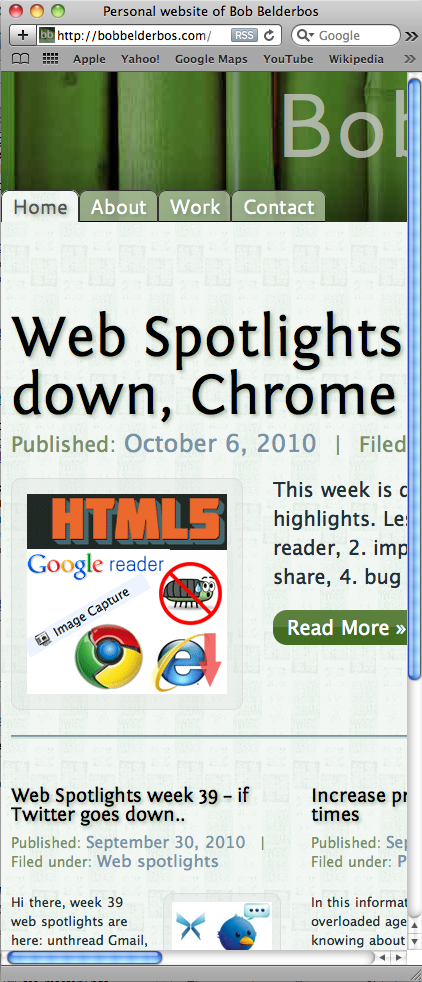 Personal website of Bob Belderbos
bb http://bobbelderbos.com/ RSS Google
Apple Yahoo! Google Maps YouTube Wikipedia
Bob
Home About Work Contact
Web Spotlights
down, Chrome
Published: October 6, 2010 | Filed
HTML5
Google reader
Image Capture
This week is
highlights. Les
reader, 2. imp
share, 4. bug
Read More »
Web Spotlights week 39 – if
Twitter goes down..
Published: September 30, 2010 |
Filed under: Web spotlights
Hi there, week 39
web spotlights are
here: unthread Gmail,
Increase pr
times
Published: Sep
Filed under: P
In this informat
overloaded age
knowing about